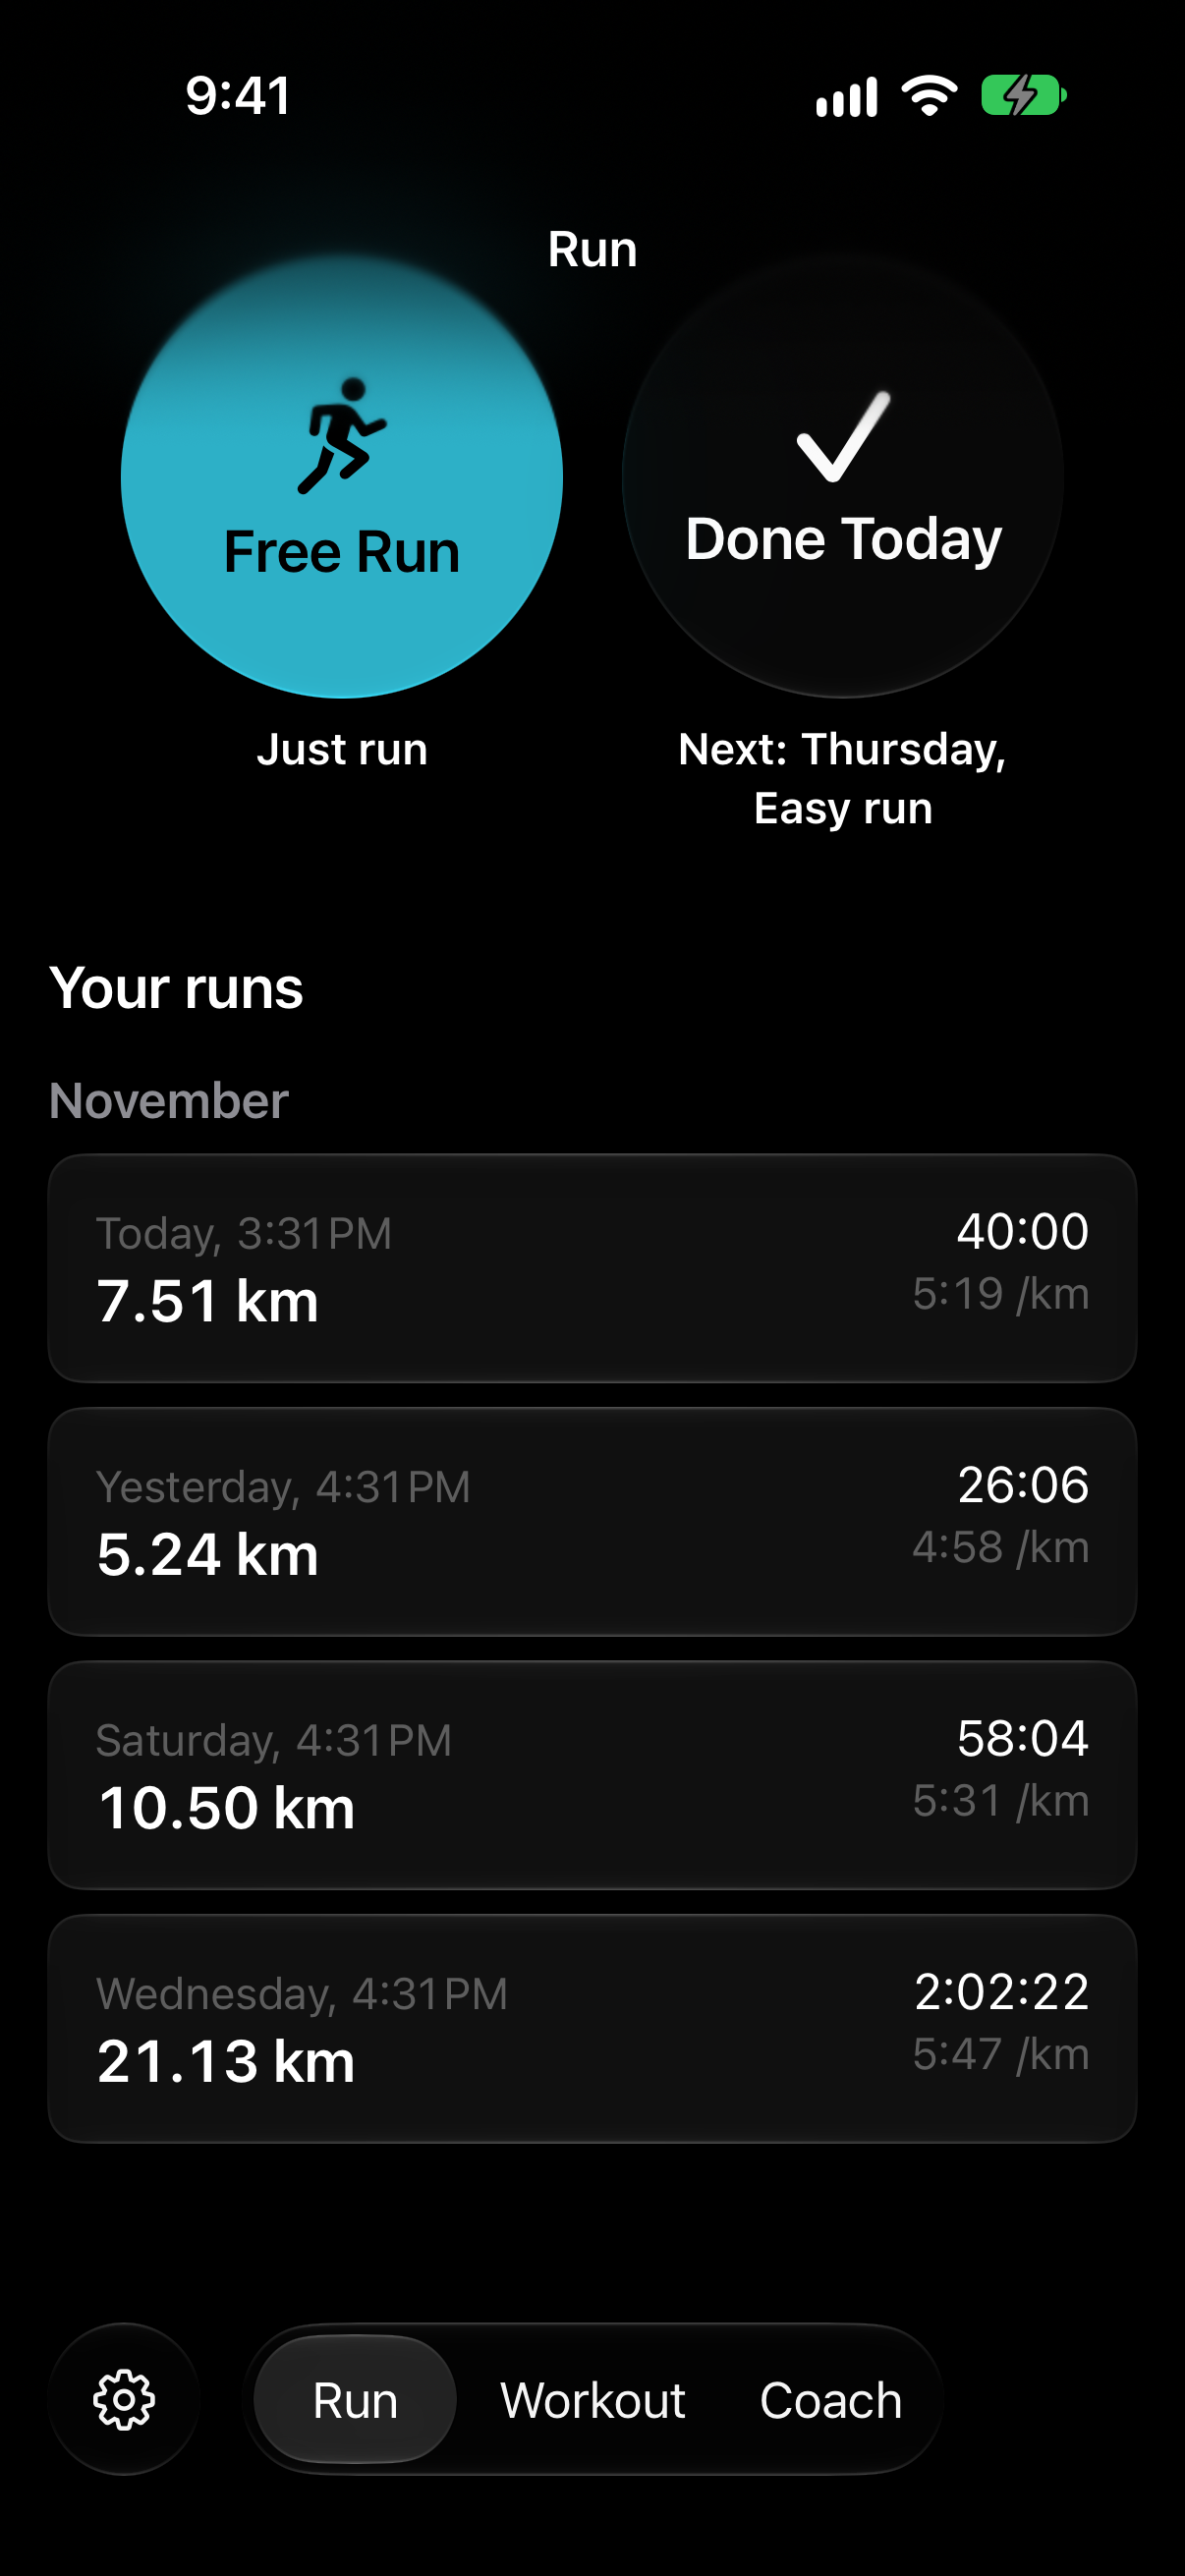 9:41
Run
Free Run
Done Today
Just run
Next: Thursday,
Easy run
Your runs
November
Today, 3:31 PM
40:00
7.51 km
5:19 /km
Yesterday, 4:31 PM
26:06
5.24 km
4:58 /km
Saturday, 4:31 PM
58:04
10.50 km
5:31 /km
Wednesday, 4:31 PM
2:02:22
21.13 km
5:47 /km
Run
Workout
Coach